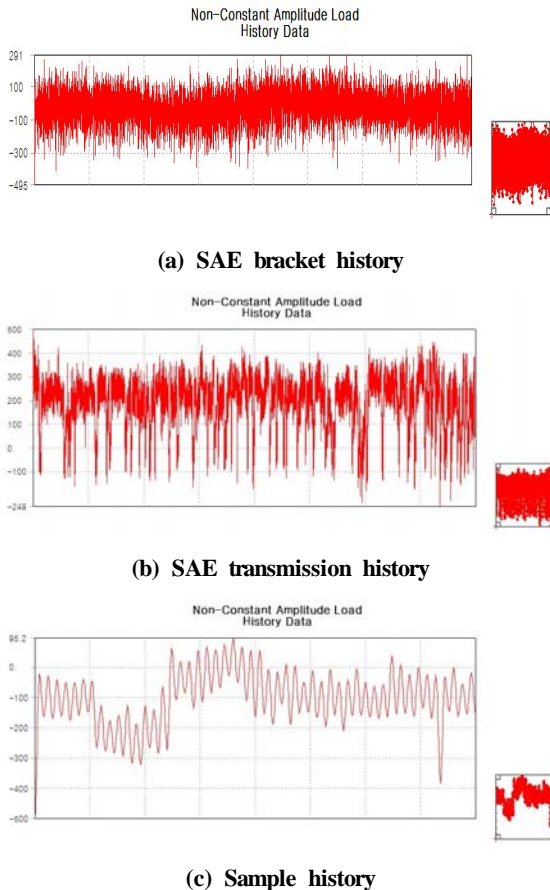 Non-Constant Amplitude Load
History Data
291
100
-100
-300
-495
(a) SAE bracket history
Non-Constant Amplitude Load
History Data
600
400
300
200
0.
-100
-248
(b) SAE transmission history
Non-Constant Amplitude Load
History Data
95.2
0.
-100
-200
-300
-400
-600
(c) Sample history